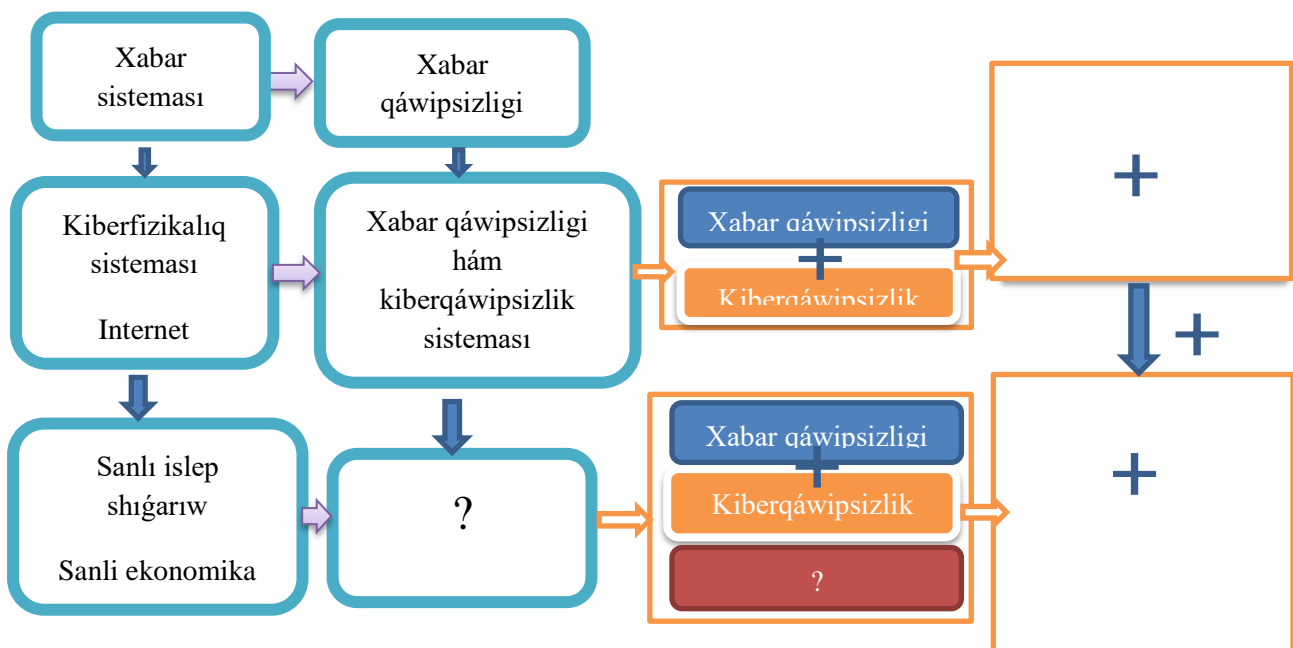 Xabar
sisteması
Xabar
qáwipsizligi
Kiberfizikalıq
sisteması
Internet
Xabar qáwipsizligi
hám
kiberqáwipsizlik
sisteması
Xabar qáwipsizligi
+
Kiberqáwipsizlik
+
+
Sanlı islep
shıǵarıw
Sanli ekonomika
?
Xabar qáwipsizligi
+
Kiberqáwipsizlik
?
+